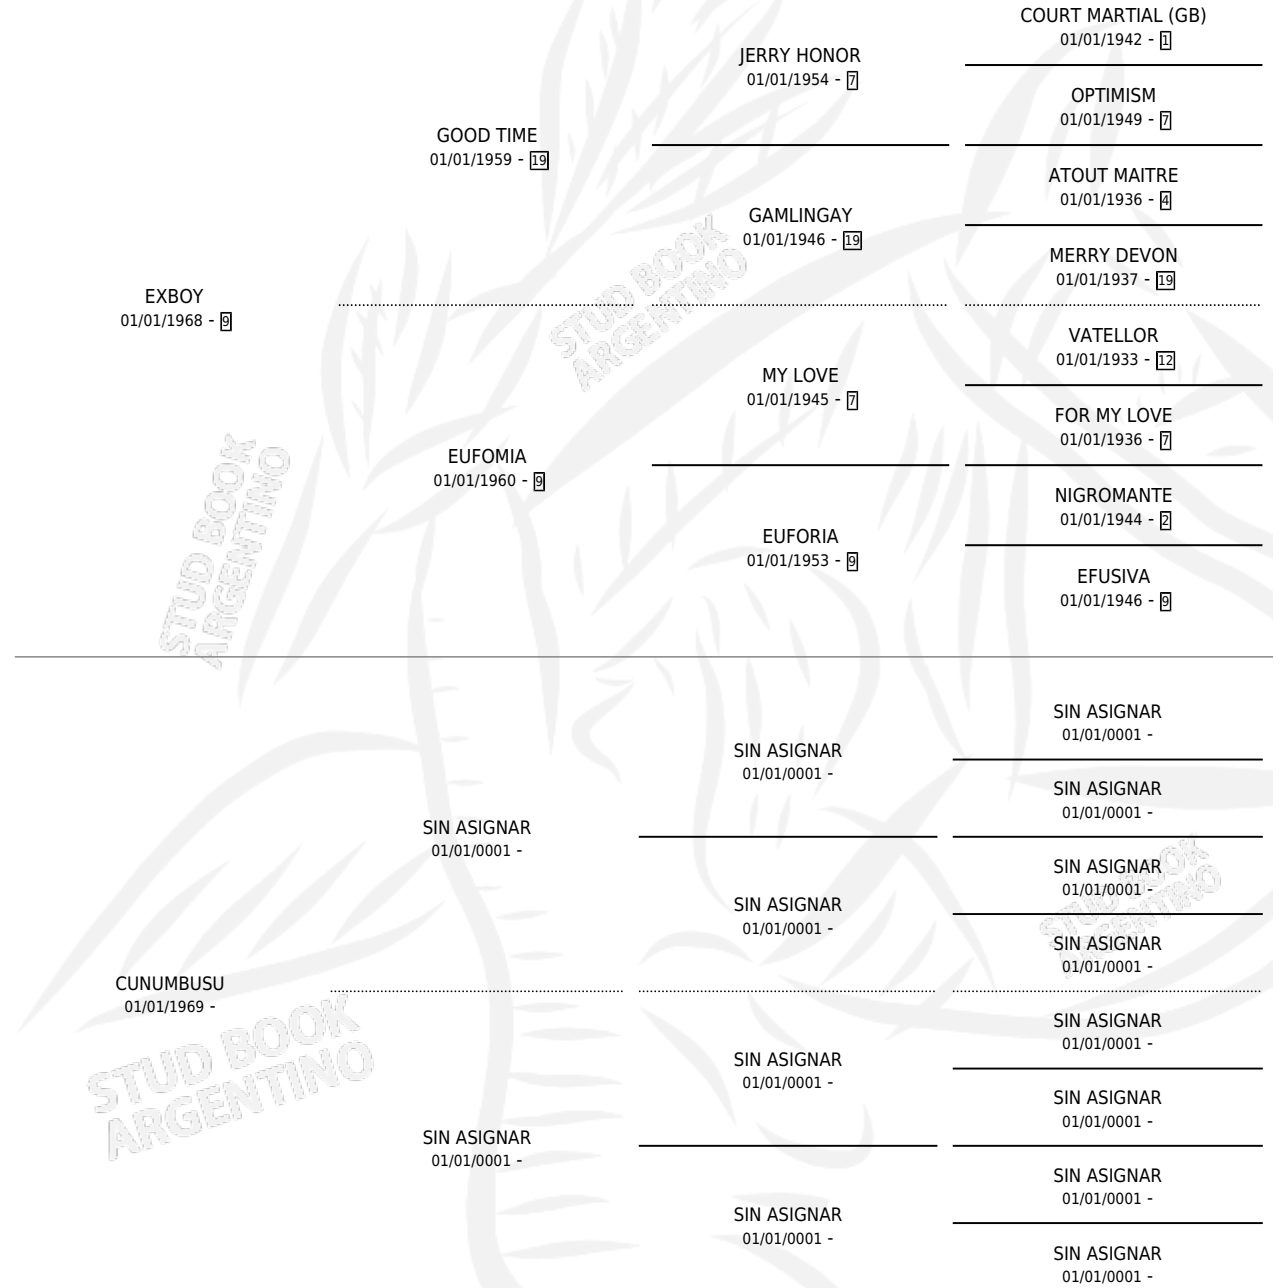 COURT MARTIAL (GB)
01/01/1942 - 1
JERRY HONOR
01/01/1954 - 7
OPTIMISM
01/01/1949 - 7
GOOD TIME
01/01/1959 - 19
ATOUT MAITRE
01/01/1936 - 4
GAMLINGAY
01/01/1946 - 19
MERRY DEVON
01/01/1937 - 19
EXBOY
01/01/1968 - 9
VATELLOR
01/01/1933 - 12
MY LOVE
01/01/1945 - 7
FOR MY LOVE
01/01/1936 - 7
EUFOMIA
01/01/1960 - 9
NIGROMANTE
01/01/1944 - 2
EUFORIA
01/01/1953 - 9
EFUSIVA
01/01/1946 - 9
STUD BOOK
ARGENTINO
STUD BOOK
ARGENTINO
SIN ASIGNAR
01/01/0001 -
SIN ASIGNAR
01/01/0001 -
SIN ASIGNAR
01/01/0001 -
SIN ASIGNAR
01/01/0001 -
SIN ASIGNAR
01/01/0001 -
SIN ASIGNAR
01/01/0001 -
SIN ASIGNAR
01/01/0001 -
CUNUMBUSU
01/01/1969 -
SIN ASIGNAR
01/01/0001 -
SIN ASIGNAR
01/01/0001 -
SIN ASIGNAR
01/01/0001 -
SIN ASIGNAR
01/01/0001 -
SIN ASIGNAR
01/01/0001 -
SIN ASIGNAR
01/01/0001 -
SIN ASIGNAR
01/01/0001 -
STUD BOOK
ARGENTINO
STUD BOOK
ARGENTINO